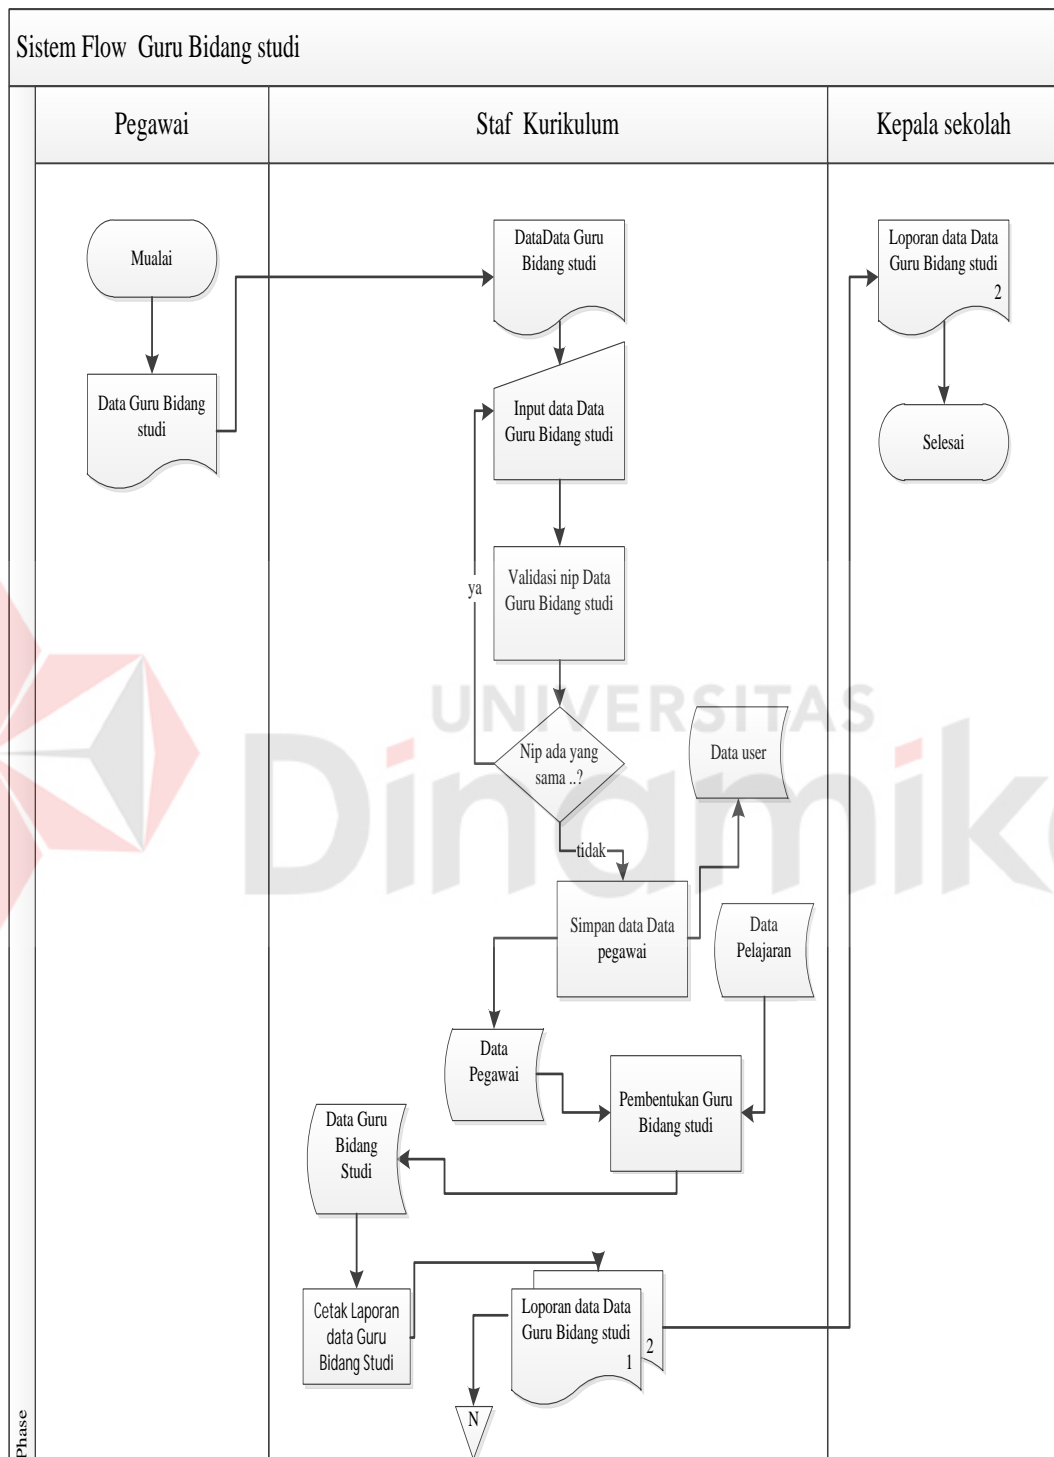 Sistem Flow Guru Bidang studi
Pegawai
Staf Kurikulum
Kepala sekolah
Mualai
Data Guru Bidang
studi
DataData Guru
Bidang studi
Input data Data
Guru Bidang studi
Validasi nip Data
Guru Bidang studi
ya
Nip ada yang
sama ..?
tidak
Simpan data Data
pegawai
Data user
Data
Pelajaran
Data
Pegawai
Pembentukan Guru
Bidang studi
Data Guru
Bidang
Studi
Cetak Laporan
data Guru
Bidang Studi
Loporan data Data
Guru Bidang studi
1
2
N
Loporan data Data
Guru Bidang studi
2
Selesai
Phase
UNIVERSITAS
Dinamika